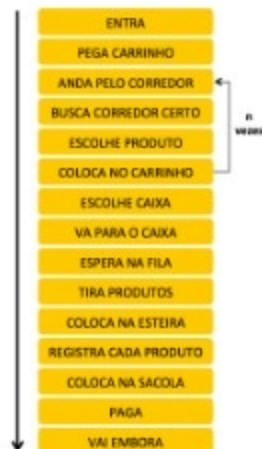 ENTRA
PEGA CARRINHO
ANDA PELO CORREDOR
BUSCA CORREDOR CERTO
n
vezes
ESCOLHE PRODUTO
COLOCA NO CARRINHO
ESCOLHE CAIXA
VA PARA O CAIXA
ESPERA NA FILA
TIRA PRODUTOS
COLOCA NA ESTEIRA
REGISTRA CADA PRODUTO
COLOCA NA SACOLA
PAGA
VAI EMBORA